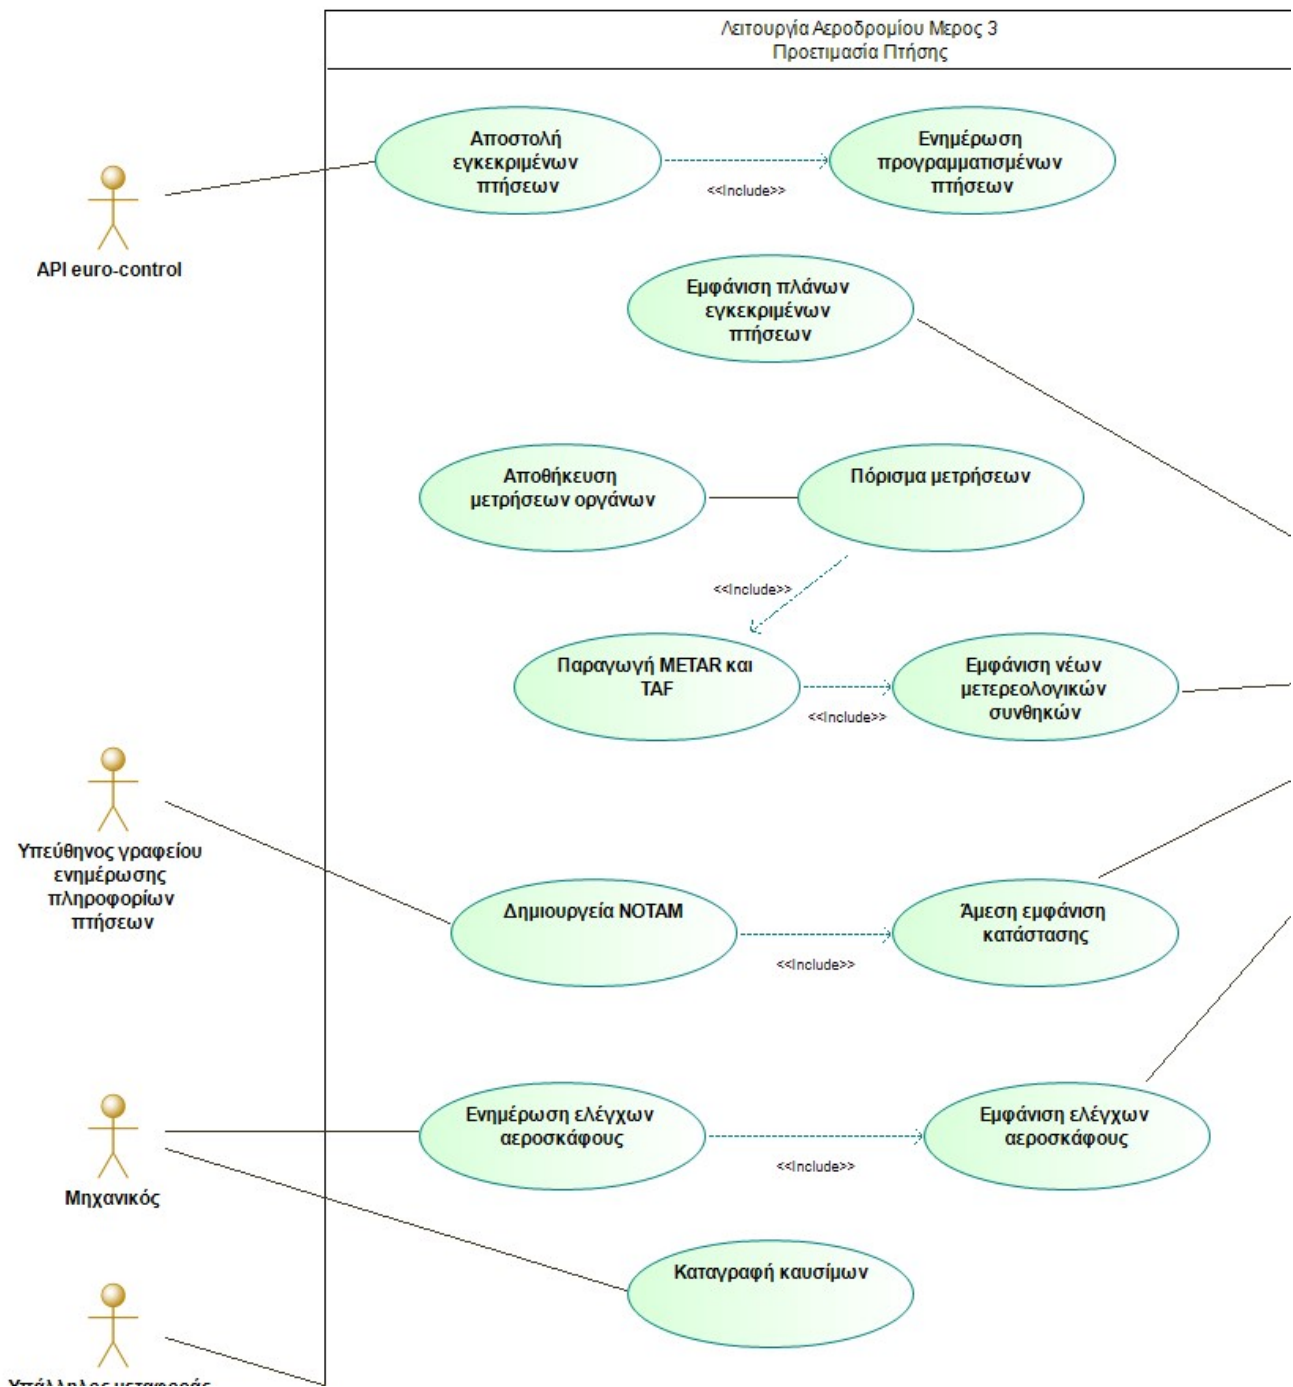 Λειτουργία Αεροδρομίου Μερος 3
Προετιμασία Πτήσης
Αποστολή
εγκεκριμένων
πτήσεων
<<Include>>
Ενημέρωση
προγραμματισμένων
πτήσεων
API euro-control
Εμφάνιση πλάνων
εγκεκριμένων
πτήσεων
Αποθήκευση
μετρήσεων οργάνων
Πόρισμα μετρήσεων
<<Include>>
Παραγωγή METAR και
TAF
<<Include>>
Εμφάνιση νέων
μετερεολογικών
συνθηκών
Υπεύθηνος γραφείου
ενημέρωσης
πληροφορίων
πτήσεων
Δημιουργεία NOTAM
<<Include>>
Άμεση εμφάνιση
κατάστασης
Μηχανικός
Ενημέρωση ελέγχων
αεροσκάφους
<<Include>>
Εμφάνιση ελέγχων
αεροσκάφους
Καταγραφή καυσίμων
Υπάλληλος μεταφοράς